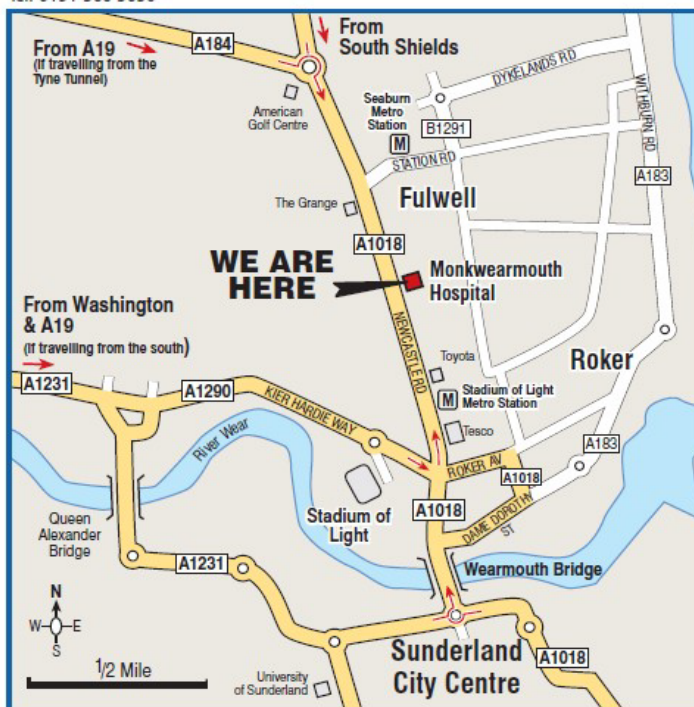 From A19
(If travelling from the
Tyne Tunnel)
A184
From
South Shields
American
Golf Centre
Seaburn
Metro
Station
M
B1291
DYKELANDS RD
WITHBURN RD
STATION RD
A183
Fulwell
The Grange
A1018
WE ARE
HERE
Monkwearmouth
Hospital
From Washington
& A19
(If travelling from the south)
A1231
A1290
KIER HARDIE WAY
NEWCASTLE RD
Toyota
Roker
M
Stadium of Light
Metro Station
Tesco
River Wear
ROKER AV
A183
A1018
Stadium of
Light
A1018
DAME DOROTHY
ST
Queen
Alexander
Bridge
A1231
Wearmouth Bridge
N
W
E
S
1/2 Mile
University
of Sunderland
Sunderland
City Centre
A1018